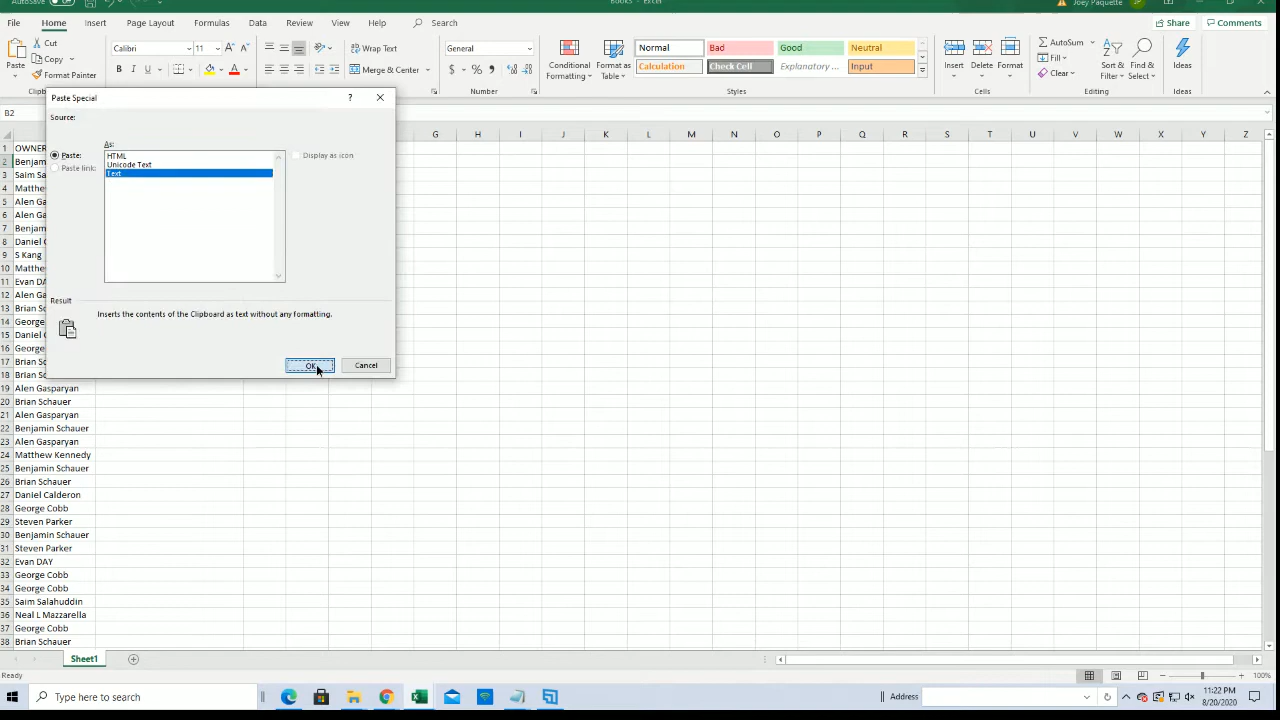 AutoSave
Books - Excel
Joey Paquette
JP
File Home Insert Page Layout Formulas Data Review View Help Search
Share Comments
Paste
Cut
Copy
Format Painter
Calibri 11
B
A A
A
Wrap Text
Merge & Center
General
$ % ,
Conditional Formatting
Format as Table
Normal Bad Good Neutral
Calculation Check Cell Explanatory ... Input
Insert Delete Format
AutoSum
Fill
Clear
Sort & Filter
Find & Select
Ideas
Styles Cells Editing Ideas
B2
Paste Special
? ×
Source:
As:
Paste:
Paste link:
HTML
Unicode Text
Text
Display as icon
Result
Inserts the contents of the Clipboard as text without any formatting.
OK Cancel
G H I J K L M N O P Q R S T U V W X Y Z
1 OWNER
2 Benjam
3 Saim Sa
4 Matthe
5 Alen Ga
6 Alen Ga
7 Benjam
8 Daniel C
9 S Kang
10 Matthe
11 Evan DA
12 Alen Ga
13 Brian Sc
14 George
15 Daniel C
16 George
17 Brian Sc
18 Brian Sc
19 Alen Gasparyan
20 Brian Schauer
21 Alen Gasparyan
22 Benjamin Schauer
23 Alen Gasparyan
24 Matthew Kennedy
25 Benjamin Schauer
26 Brian Schauer
27 Daniel Calderon
28 George Cobb
29 Steven Parker
30 Benjamin Schauer
31 Steven Parker
32 Evan DAY
33 George Cobb
34 George Cobb
35 Saim Salahuddin
36 Neal L Mazzarella
37 George Cobb
38 Brian Schauer
Sheet1
Ready
100%
Type here to search
Address
11:22 PM
8/20/2020